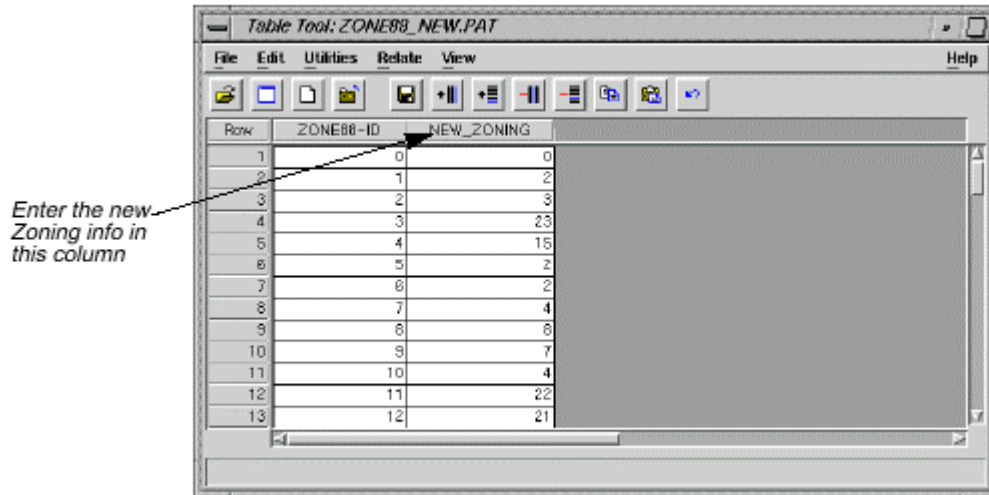 Table Tool: ZONE88_NEW.PAT
File Edit Utilities Relate View Help
Row ZONE88-ID NEW_ZONING
1 0 0
2 1 2
3 2 3
4 3 23
5 4 15
6 5 2
7 6 2
8 7 4
9 8 8
10 9 7
11 10 4
12 11 22
13 12 21
Enter the new
Zoning info in
this column